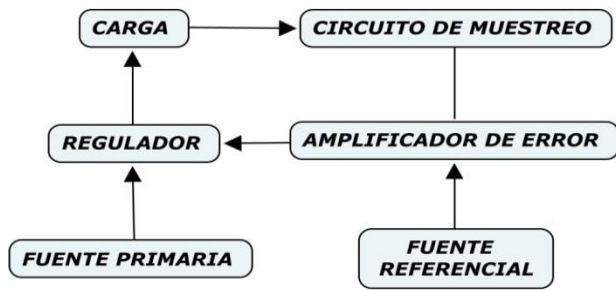 CARGA
CIRCUITO DE MUESTREO
REGULADOR
AMPLIFICADOR DE ERROR
FUENTE PRIMARIA
FUENTE
REFERENCIAL